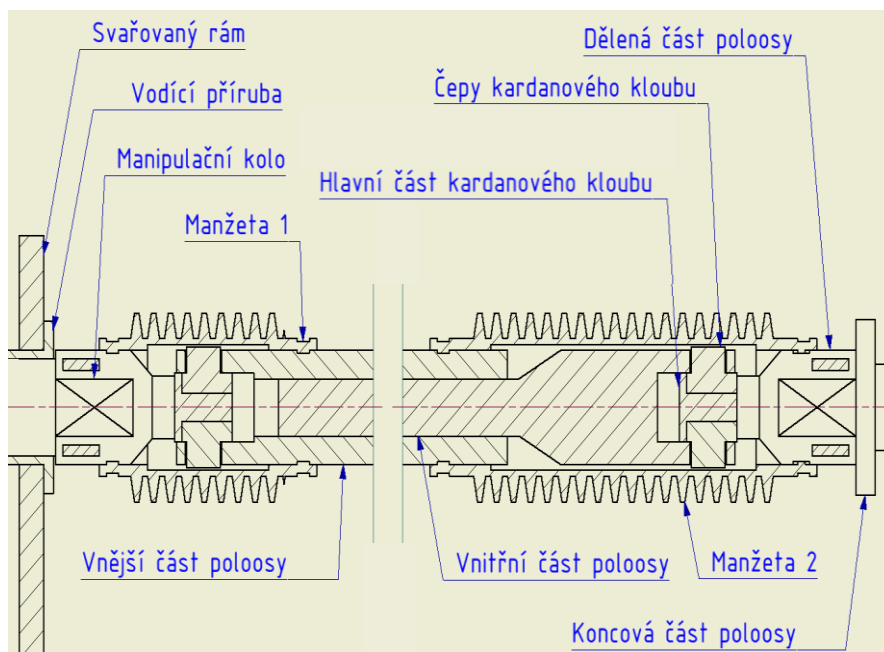 Svařovaný rám
Dělená část poloosy
Vodící příruba
Čepy kardanového kloubu
Manipulační kolo
Hlavní část kardanového kloubu
Manžeta 1
Vnější část poloosy
Vnitřní část poloosy
Manžeta 2
Koncová část poloosy